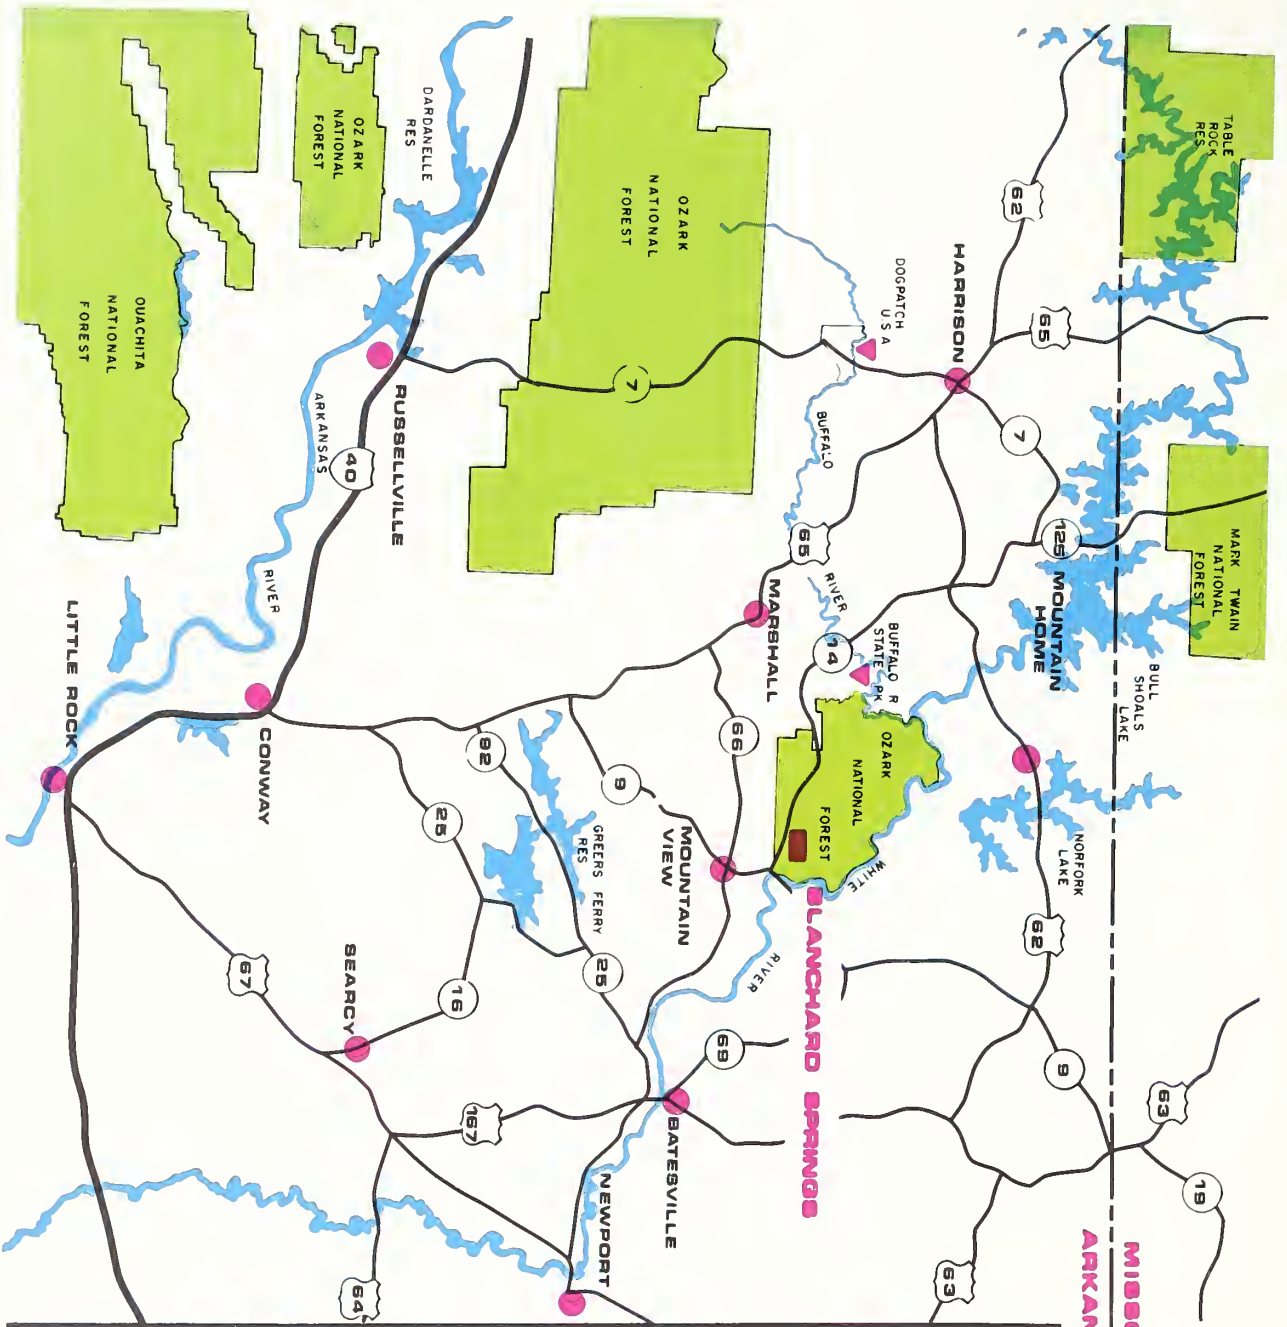 TABLE
ROCK
RES
MARK TWAIN
NATIONAL
FOREST
19
63
MISSO
ARKAN
BULL
SHOALS
LAKE
NORFORK
LAKE
65
62
125
MOUNTAIN
HOME
62
9
63
7
HARRISON
DOGPATCH
U S A
BUFFALO R
STATE PK
OZARK
NATIONAL
FOREST
WHITE
BUFFALO
65
RIVER
14
BLANCHARD SPRINGS
RIVER
MARSHALL
66
69
OZARK
NATIONAL
FOREST
7
MOUNTAIN
VIEW
9
BATESVILLE
GREERS FERRY
RES
25
NEWPORT
92
16
167
DARDANELLE
RES
RUSSELLVILLE
25
OZARK
NATIONAL
FOREST
40
ARKANSAS
SEARCY
64
RIVER
CONWAY
67
OUACHITA
NATIONAL
FOREST
LITTLE ROCK